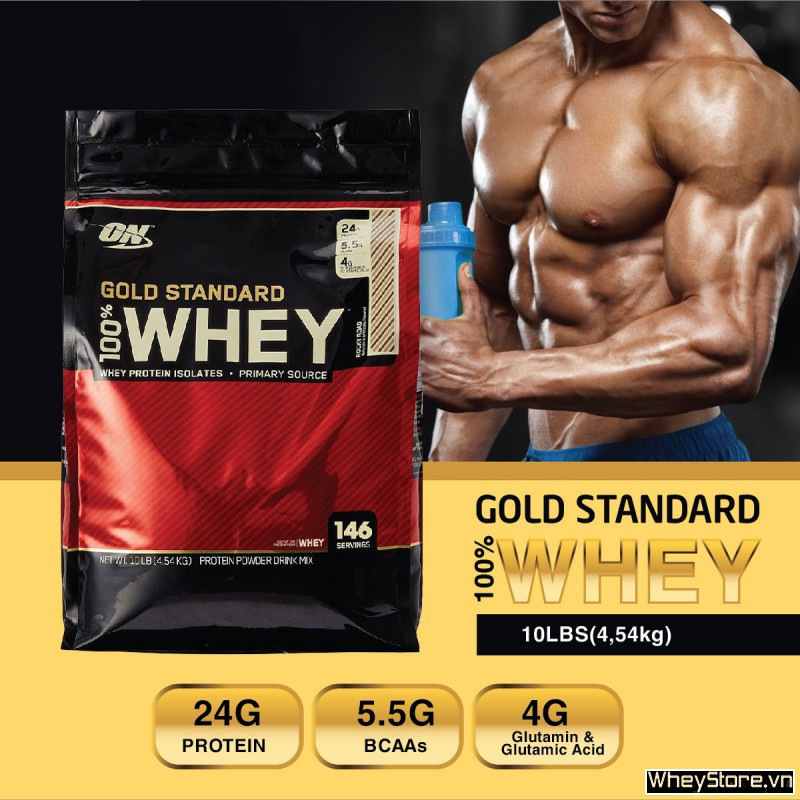 ON
24G
5.5G
4G
GOLD STANDARD
100% WHEY
ROCKY ROAD
WHEY PROTEIN ISOLATES • PRIMARY SOURCE
146
SERVINGS
WHEY
NET WT. 10 LB (4.54 KG) PROTEIN POWDER DRINK MIX
GOLD STANDARD
100% WHEY
10LBS(4,54kg)
24G
PROTEIN
5.5G
BCAAs
4G
Glutamin &
Glutamic Acid
WheyStore.vn